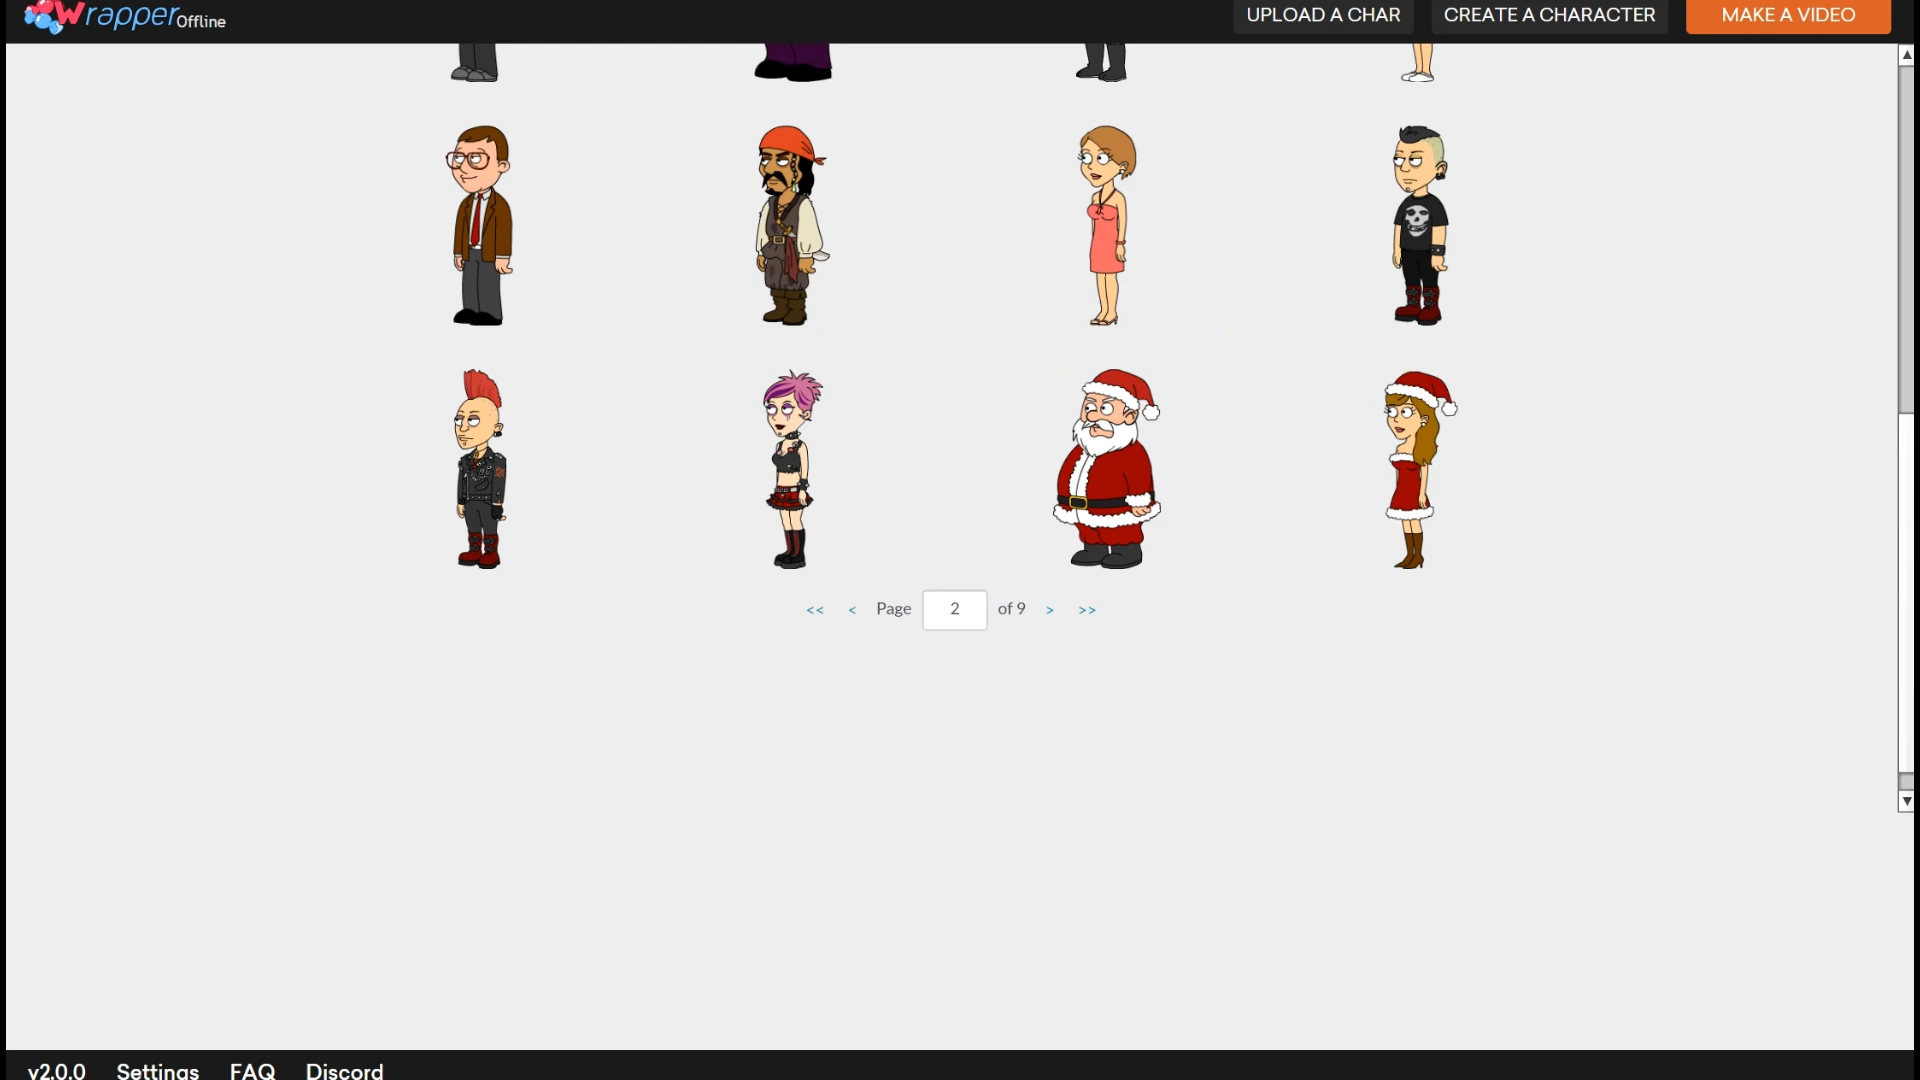 Wrapper Offline
UPLOAD A CHAR
CREATE A CHARACTER
MAKE A VIDEO
<< < Page 2 of 9 > >>
v2.0.0 Settings FAQ Discord